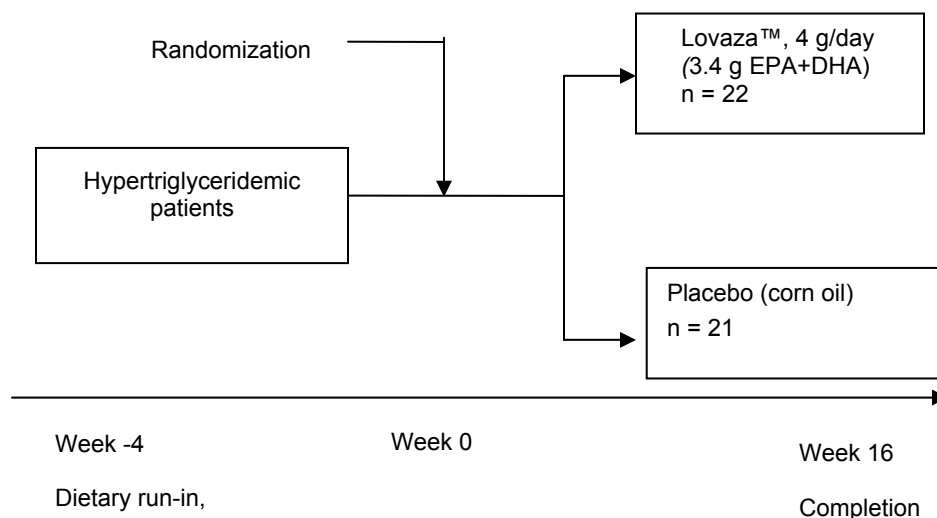 Randomization
Lovaza™, 4 g/day
(3.4 g EPA+DHA)
n = 22
Hypertriglyceridemic
patients
Placebo (corn oil)
n = 21
Week -4
Dietary run-in,
Week 0
Week 16
Completion